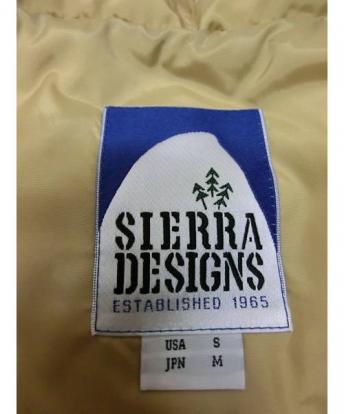 SIERRA
DESIGNS
ESTABLISHED 1965
USA S
JPN M